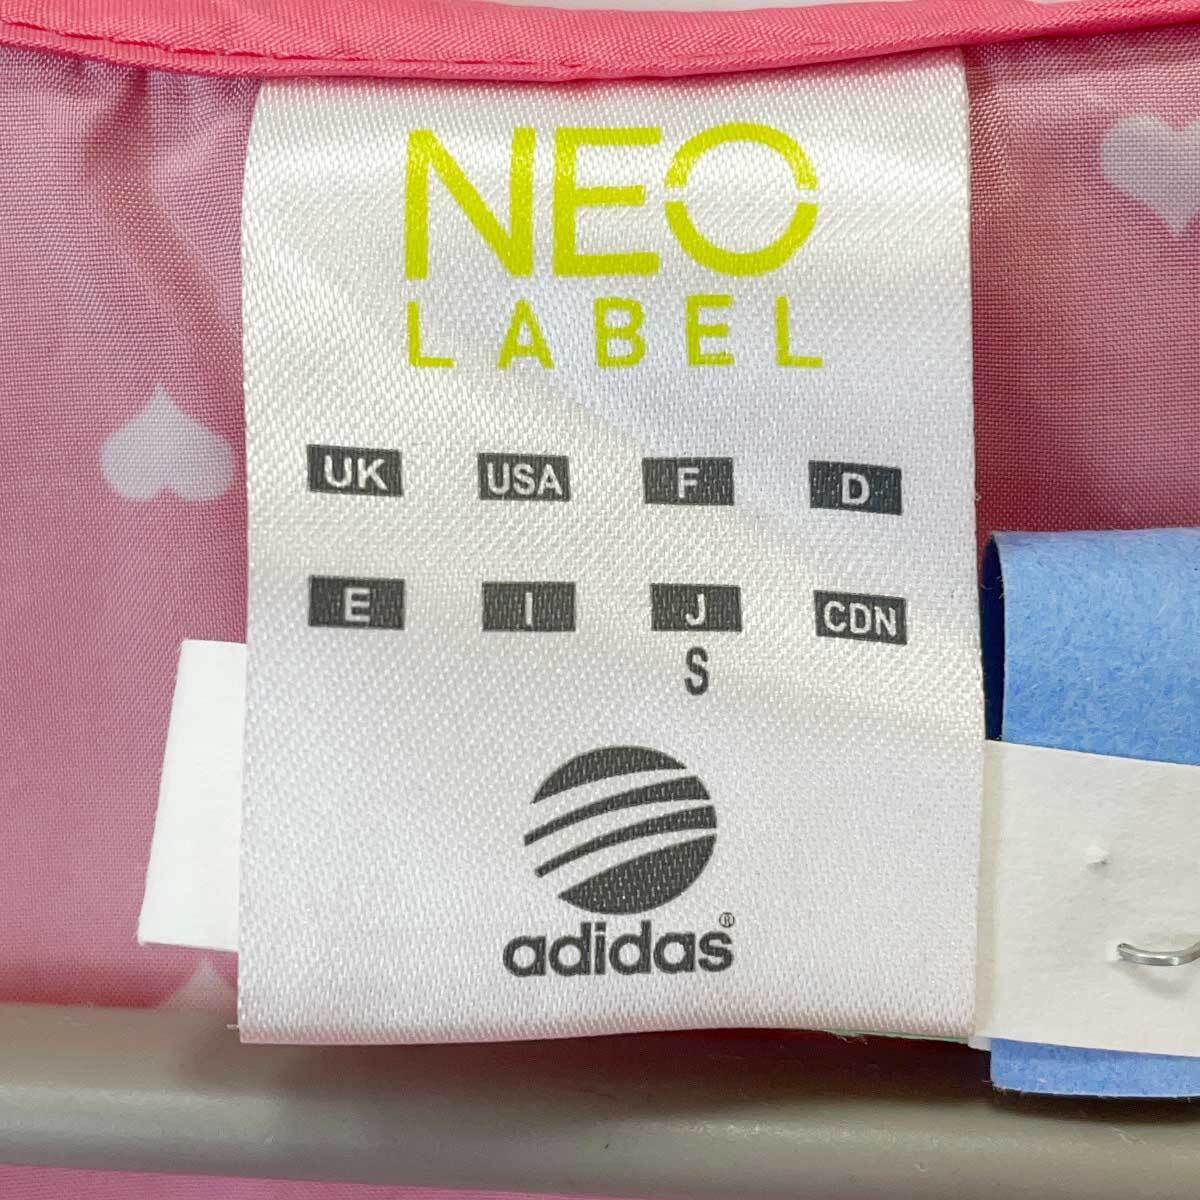 NEO
LABEL
UK USA F D
E I J CDN
S
adidas®